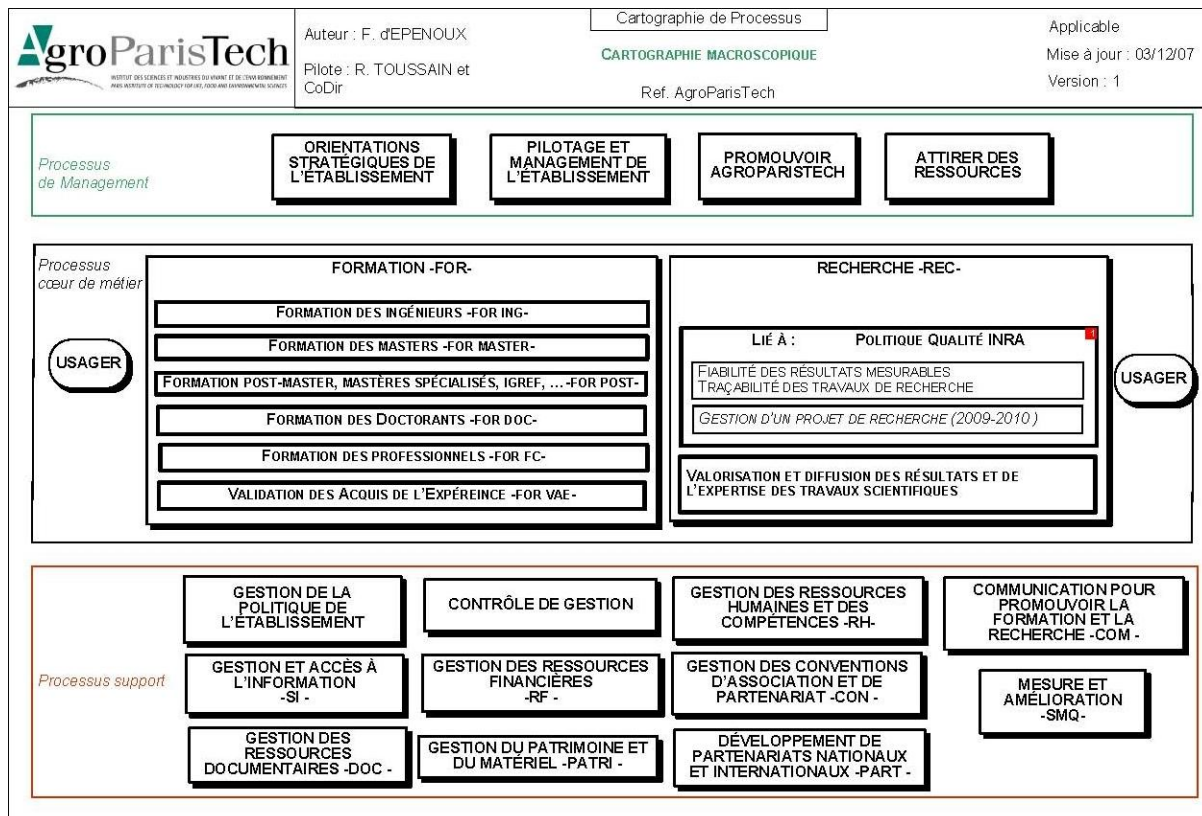 AgroParisTech
INSTITUT DES SCIENCES ET INDUSTRIES DU VIVANT ET DE L'ENVIRONNEMENT
PARIS INSTITUTE OF TECHNOLOGY FOR LIFE, FOOD AND ENVIRONMENTAL SCIENCES
Auteur : F. d'EPENOUX
Pilote : R. TOUSSAIN et
CoDir
Cartographie de Processus
CARTOGRAPHIE MACROSCOPIQUE
Ref. AgroParisTech
Applicable
Mise à jour : 03/12/07
Version : 1
Processus
de Management
ORIENTATIONS
STRATÉGIQUES DE
L'ÉTABLISSEMENT
PILOTAGE ET
MANAGEMENT DE
L'ÉTABLISSEMENT
PROMOUVOIR
AGROPARISTECH
ATTIRER DES
RESSOURCES
Processus
cœur de métier
USAGER
FORMATION -FOR-
FORMATION DES INGÉNIEURS -FOR ING-
FORMATION DES MASTERS -FOR MASTER-
FORMATION POST-MASTER, MASTÈRES SPÉCIALISÉS, IGREF, ... -FOR POST-
FORMATION DES DOCTORANTS -FOR DOC-
FORMATION DES PROFESSIONNELS -FOR FC-
VALIDATION DES ACQUIS DE L'EXPÉREINCE -FOR VAE-
RECHERCHE -REC-
LIÉ À : POLITIQUE QUALITÉ INRA
1
FIABILITÉ DES RÉSULTATS MESURABLES
TRAÇABILITÉ DES TRAVAUX DE RECHERCHE
GESTION D'UN PROJET DE RECHERCHE (2009-2010 )
VALORISATION ET DIFFUSION DES RÉSULTATS ET DE
L'EXPERTISE DES TRAVAUX SCIENTIFIQUES
USAGER
Processus support
GESTION DE LA
POLITIQUE DE
L'ÉTABLISSEMENT
CONTRÔLE DE GESTION
GESTION DES RESSOURCES
HUMAINES ET DES
COMPÉTENCES -RH-
COMMUNICATION POUR
PROMOUVOIR LA
FORMATION ET LA
RECHERCHE -COM -
GESTION ET ACCÈS À
L'INFORMATION
-SI -
GESTION DES RESSOURCES
FINANCIÈRES
-RF -
GESTION DES CONVENTIONS
D'ASSOCIATION ET DE
PARTENARIAT -CON -
MESURE ET
AMÉLIORATION
-SMQ-
GESTION DES
RESSOURCES
DOCUMENTAIRES -DOC -
GESTION DU PATRIMOINE ET
DU MATÉRIEL -PATRI -
DÉVELOPPEMENT DE
PARTENARIATS NATIONAUX
ET INTERNATIONAUX -PART -